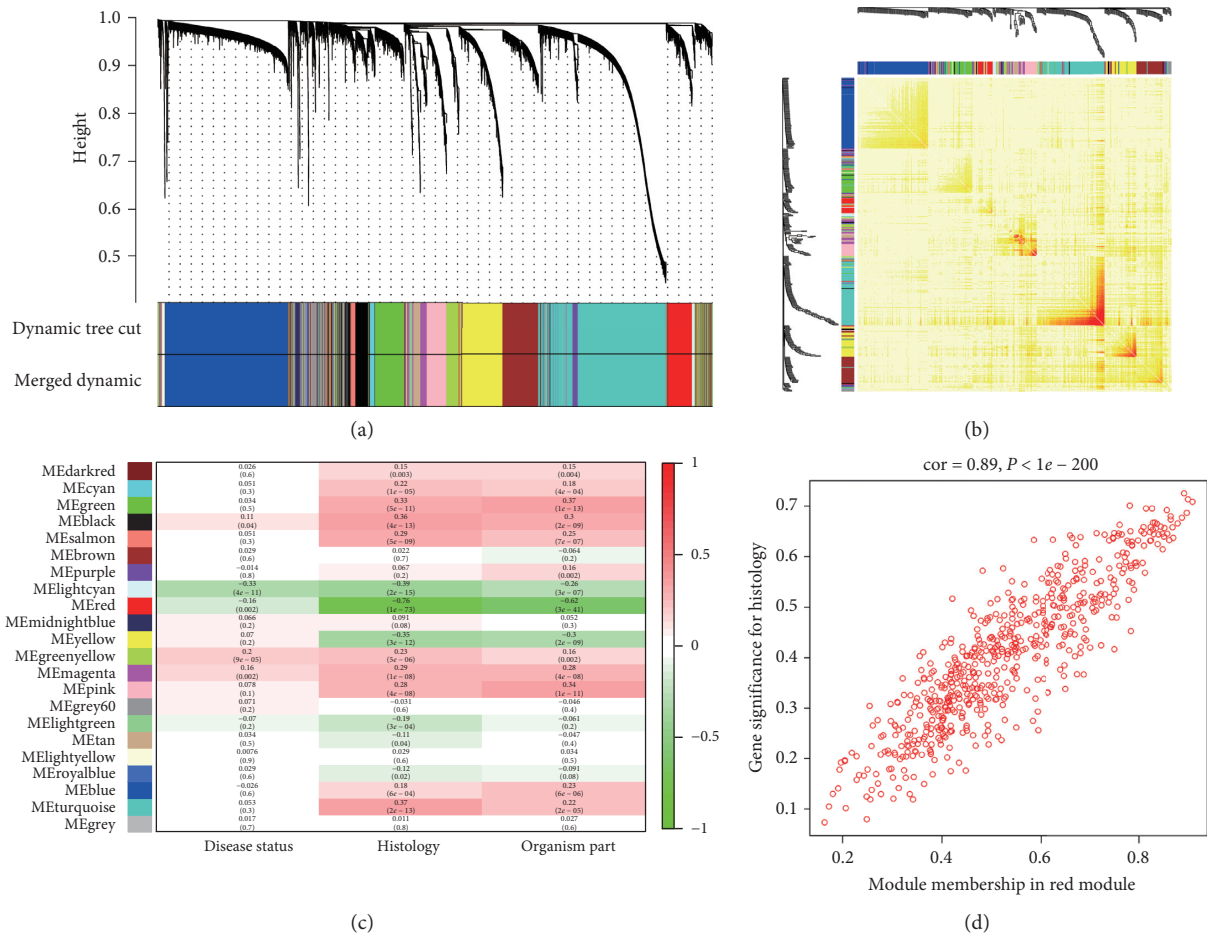 1.0
0.9
0.8
0.7
0.6
0.5
Height
Dynamic tree cut
Merged dynamic
(a)
(b)
MEdarkred 0.026 0.15 0.15
(0.6) (0.003) (0.004)
MEcyan 0.051 0.22 0.18
(0.3) (1e−05) (4e−04)
MEgreen 0.034 0.33 0.37
(0.5) (5e−11) (1e−13)
MEblack 0.11 0.36 0.3
(0.04) (4e−13) (2e−09)
MEsalmon 0.051 0.29 0.25
(0.3) (5e−09) (7e−07)
MEbrown 0.029 0.022 −0.064
(0.6) (0.7) (0.2)
MEpurple −0.014 0.067 0.16
(0.8) (0.2) (0.002)
MElightcyan −0.33 −0.39 −0.26
(4e−11) (2e−15) (3e−07)
MEred −0.16 −0.76 −0.62
(0.002) (1e−73) (3e−41)
MEmidnightblue 0.066 0.091 0.052
(0.2) (0.08) (0.3)
MEyellow 0.07 −0.35 −0.3
(0.2) (3e−12) (2e−09)
MEgreenyellow 0.2 0.23 0.16
(9e−05) (5e−06) (0.002)
MEmagenta 0.16 0.29 0.28
(0.002) (1e−08) (4e−08)
MEpink 0.078 0.28 0.34
(0.1) (4e−08) (1e−11)
MEgrey60 0.071 −0.031 −0.046
(0.2) (0.6) (0.4)
MElightgreen −0.07 −0.19 −0.061
(0.2) (3e−04) (0.2)
MEtan 0.034 −0.11 −0.047
(0.5) (0.04) (0.4)
MElightyellow 0.0076 0.029 0.034
(0.9) (0.6) (0.5)
MEroyalblue 0.029 −0.12 −0.091
(0.6) (0.02) (0.08)
MEblue −0.026 0.18 0.23
(0.6) (6e−04) (6e−06)
MEturquoise 0.053 0.37 0.22
(0.3) (2e−13) (2e−05)
MEgrey 0.017 0.011 0.027
(0.7) (0.8) (0.6)
Disease status Histology Organism part
1
0.5
0
−0.5
−1
(c)
cor = 0.89, P < 1e − 200
0.7
0.6
0.5
0.4
0.3
0.2
0.1
Gene significance for histology
0.2 0.4 0.6 0.8
Module membership in red module
(d)